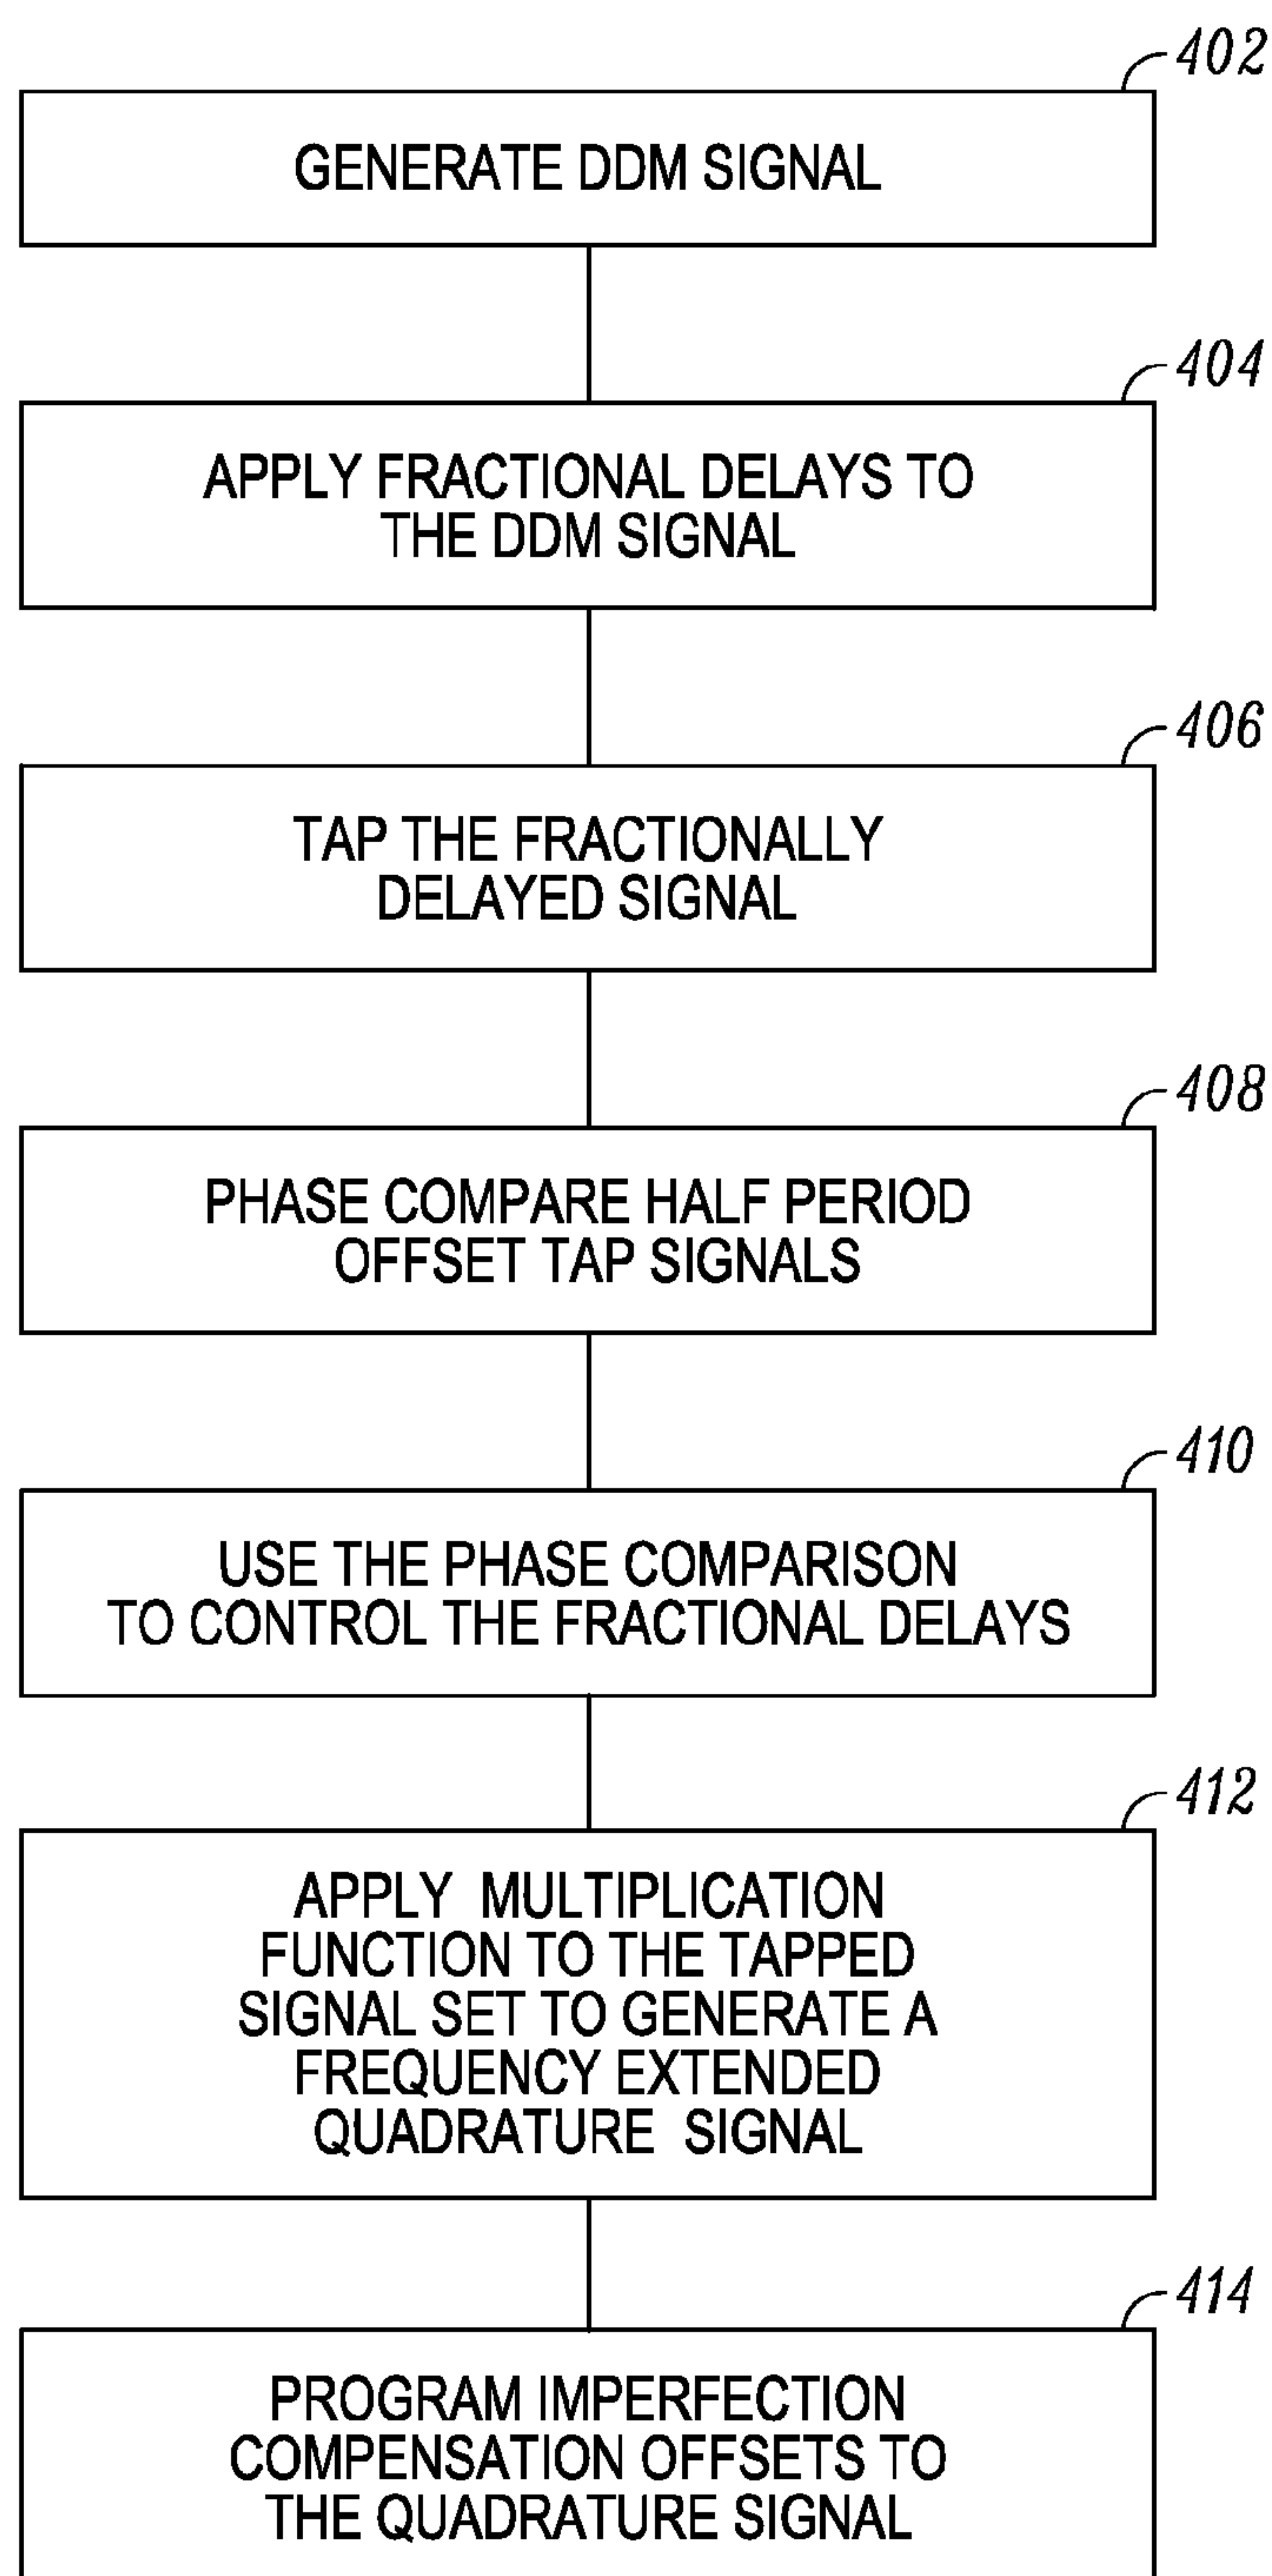 402
GENERATE DDM SIGNAL
404
APPLY FRACTIONAL DELAYS TO
THE DDM SIGNAL
406
TAP THE FRACTIONALLY
DELAYED SIGNAL
408
PHASE COMPARE HALF PERIOD
OFFSET TAP SIGNALS
410
USE THE PHASE COMPARISON
TO CONTROL THE FRACTIONAL DELAYS
412
APPLY MULTIPLICATION
FUNCTION TO THE TAPPED
SIGNAL SET TO GENERATE A
FREQUENCY EXTENDED
QUADRATURE SIGNAL
414
PROGRAM IMPERFECTION
COMPENSATION OFFSETS TO
THE QUADRATURE SIGNAL